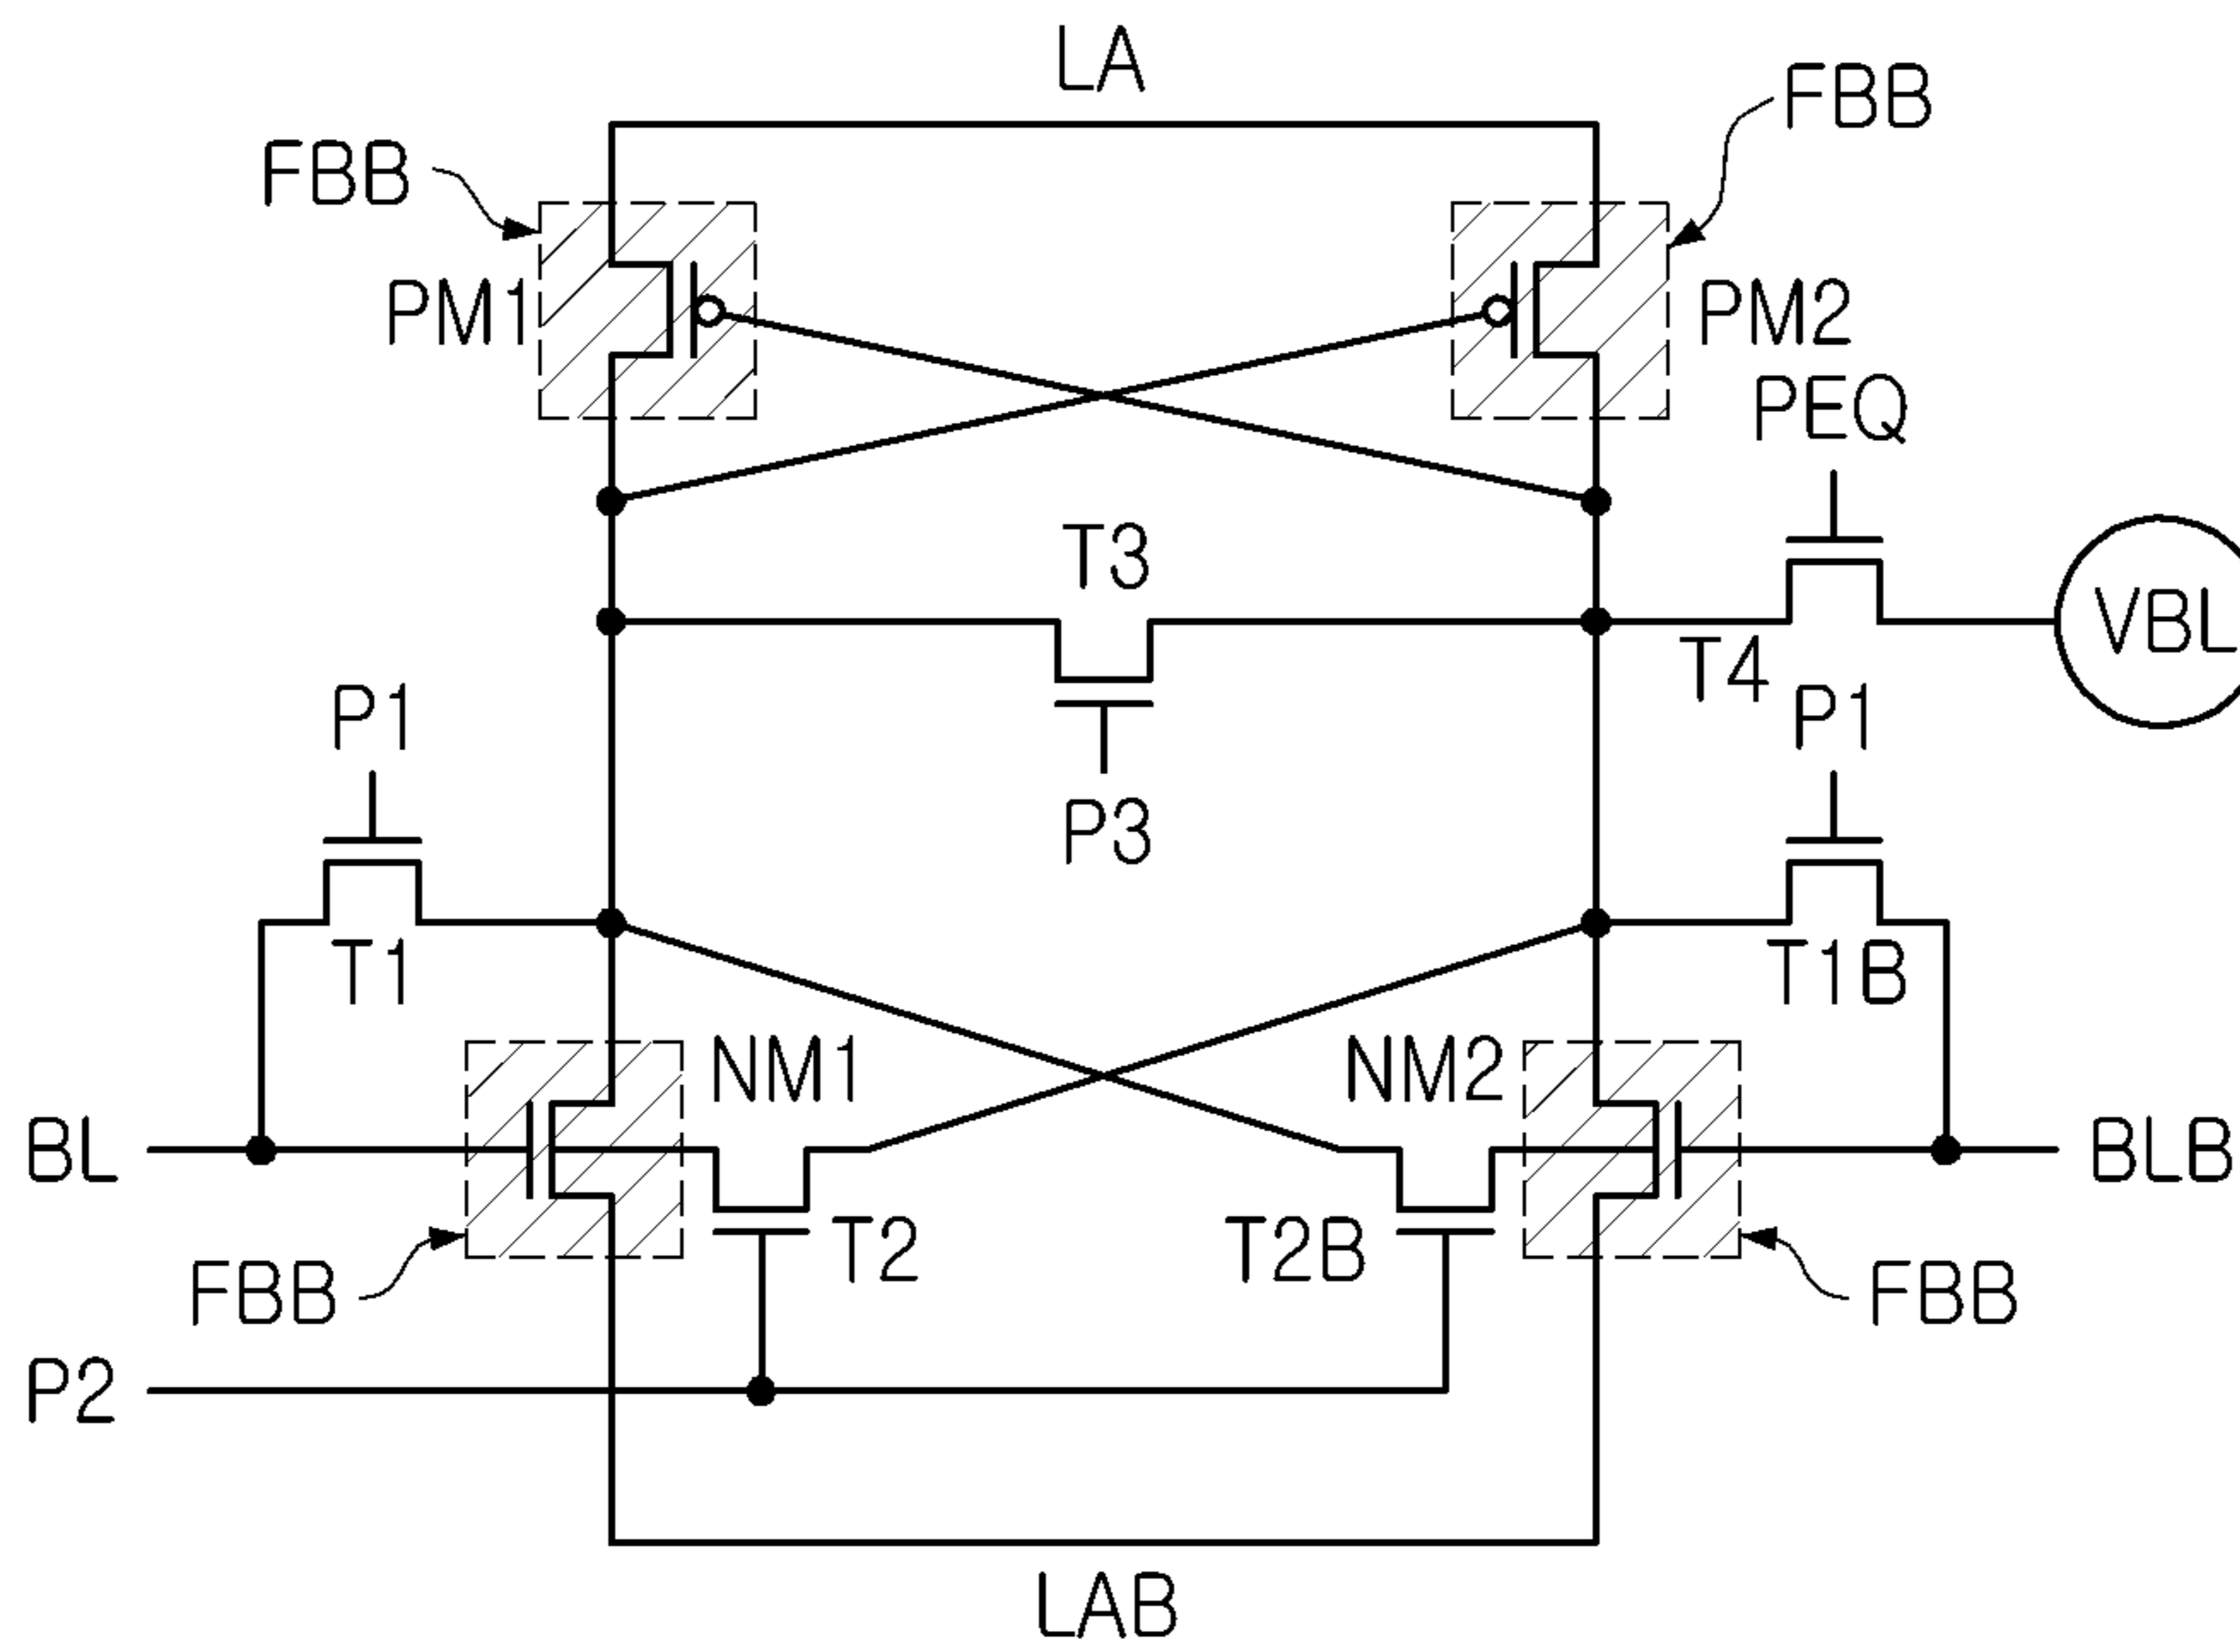 LA
FBB
FBB
PM1
PM2
PEQ
T3
VBL
T4
P1
P1
P3
T1
T1B
NM1
NM2
BL
BLB
T2
T2B
FBB
FBB
P2
LAB